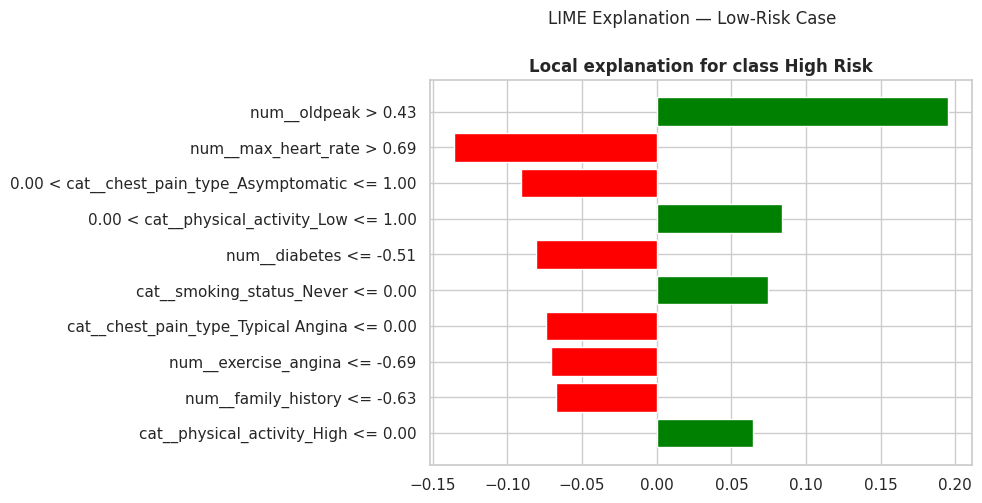 LIME Explanation — Low-Risk Case
Local explanation for class High Risk
num__oldpeak > 0.43
num__max_heart_rate > 0.69
0.00 < cat__chest_pain_type_Asymptomatic <= 1.00
0.00 < cat__physical_activity_Low <= 1.00
num__diabetes <= -0.51
cat__smoking_status_Never <= 0.00
cat__chest_pain_type_Typical Angina <= 0.00
num__exercise_angina <= -0.69
num__family_history <= -0.63
cat__physical_activity_High <= 0.00
−0.15 −0.10 −0.05 0.00 0.05 0.10 0.15 0.20